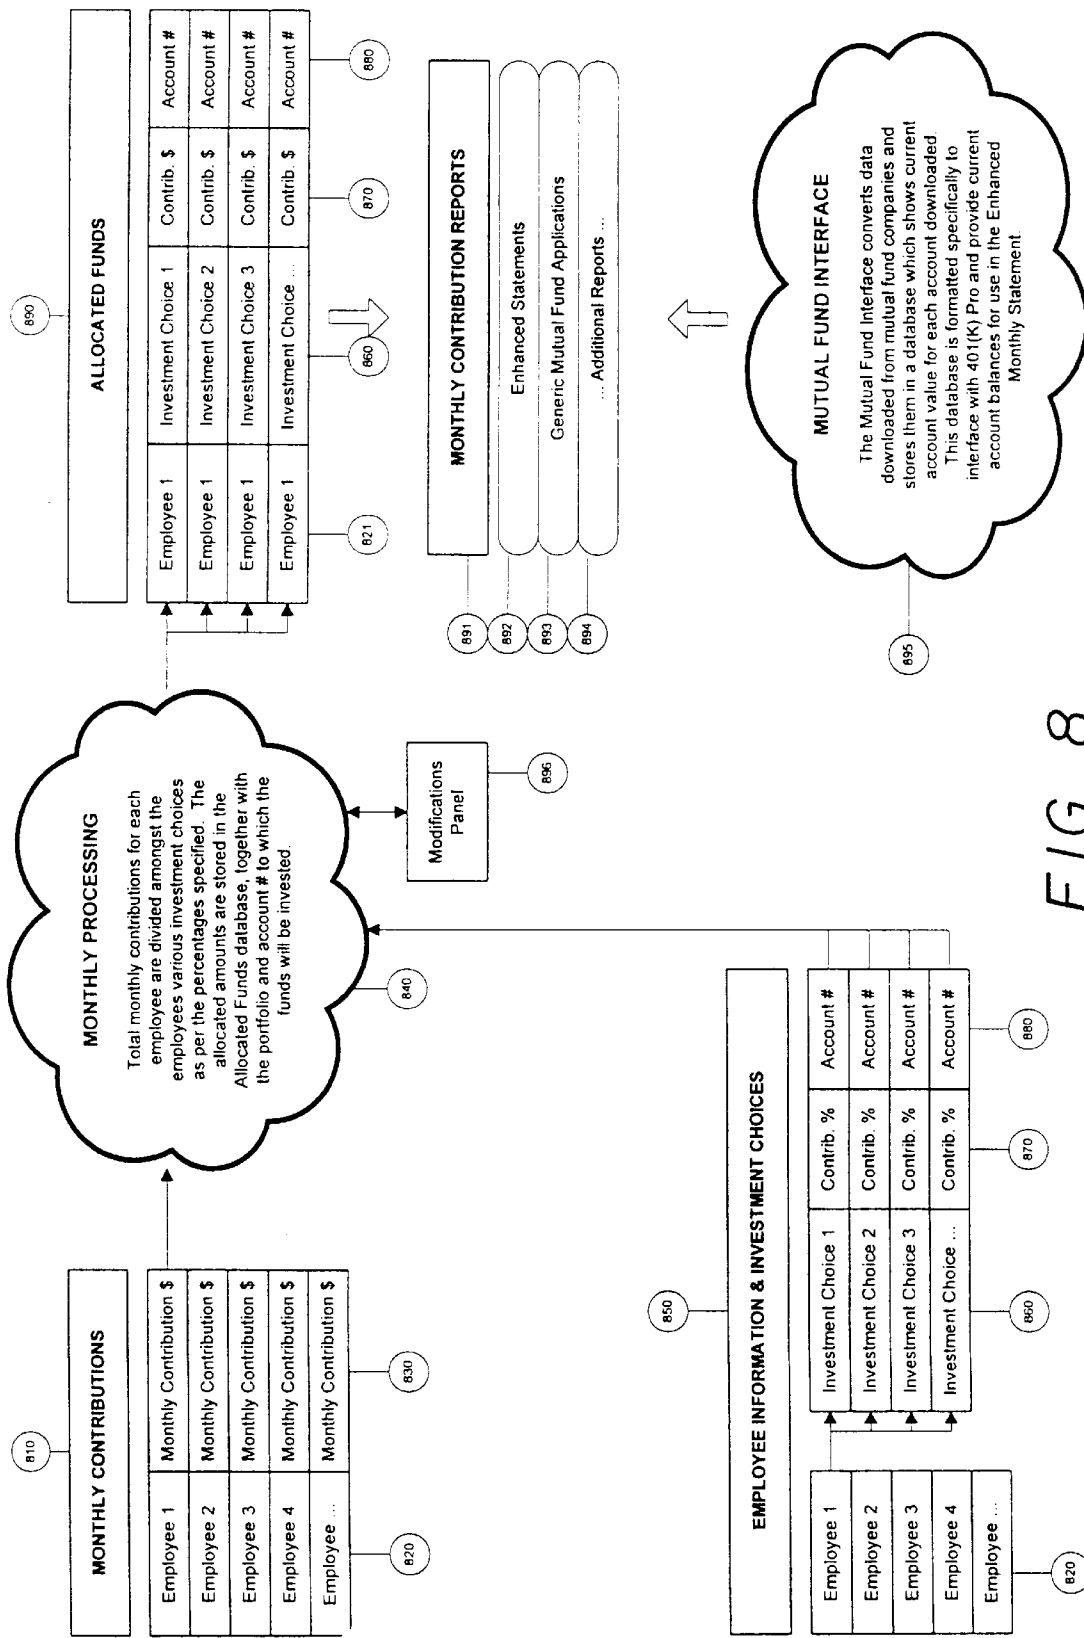 810
MONTHLY CONTRIBUTIONS
Employee 1 Monthly Contribution $
Employee 2 Monthly Contribution $
Employee 3 Monthly Contribution $
Employee 4 Monthly Contribution $
Employee ... Monthly Contribution $
820
830
MONTHLY PROCESSING
Total monthly contributions for each
employee are divided amongst the
employees various investment choices
as per the percentages specified. The
allocated amounts are stored in the
Allocated Funds database, together with
the portfolio and account # to which the
funds will be invested.
840
Modifications
Panel
896
890
ALLOCATED FUNDS
Employee 1 Investment Choice 1 Contrib. $ Account #
Employee 1 Investment Choice 2 Contrib. $ Account #
Employee 1 Investment Choice 3 Contrib. $ Account #
Employee 1 Investment Choice ... Contrib. $ Account #
821
860
870
880
MONTHLY CONTRIBUTION REPORTS
Enhanced Statements
Generic Mutual Fund Applications
... Additional Reports ...
891
892
893
894
850
EMPLOYEE INFORMATION & INVESTMENT CHOICES
Employee 1
Employee 2
Employee 3
Employee 4
Employee ...
Investment Choice 1 Contrib. % Account #
Investment Choice 2 Contrib. % Account #
Investment Choice 3 Contrib. % Account #
Investment Choice ... Contrib. % Account #
820
860
870
880
MUTUAL FUND INTERFACE
The Mutual Fund Interface converts data
downloaded from mutual fund companies and
stores them in a database which shows current
account value for each account downloaded.
This database is formatted specifically to
interface with 401(K) Pro and provide current
account balances for use in the Enhanced
Monthly Statement.
895
FIG 8